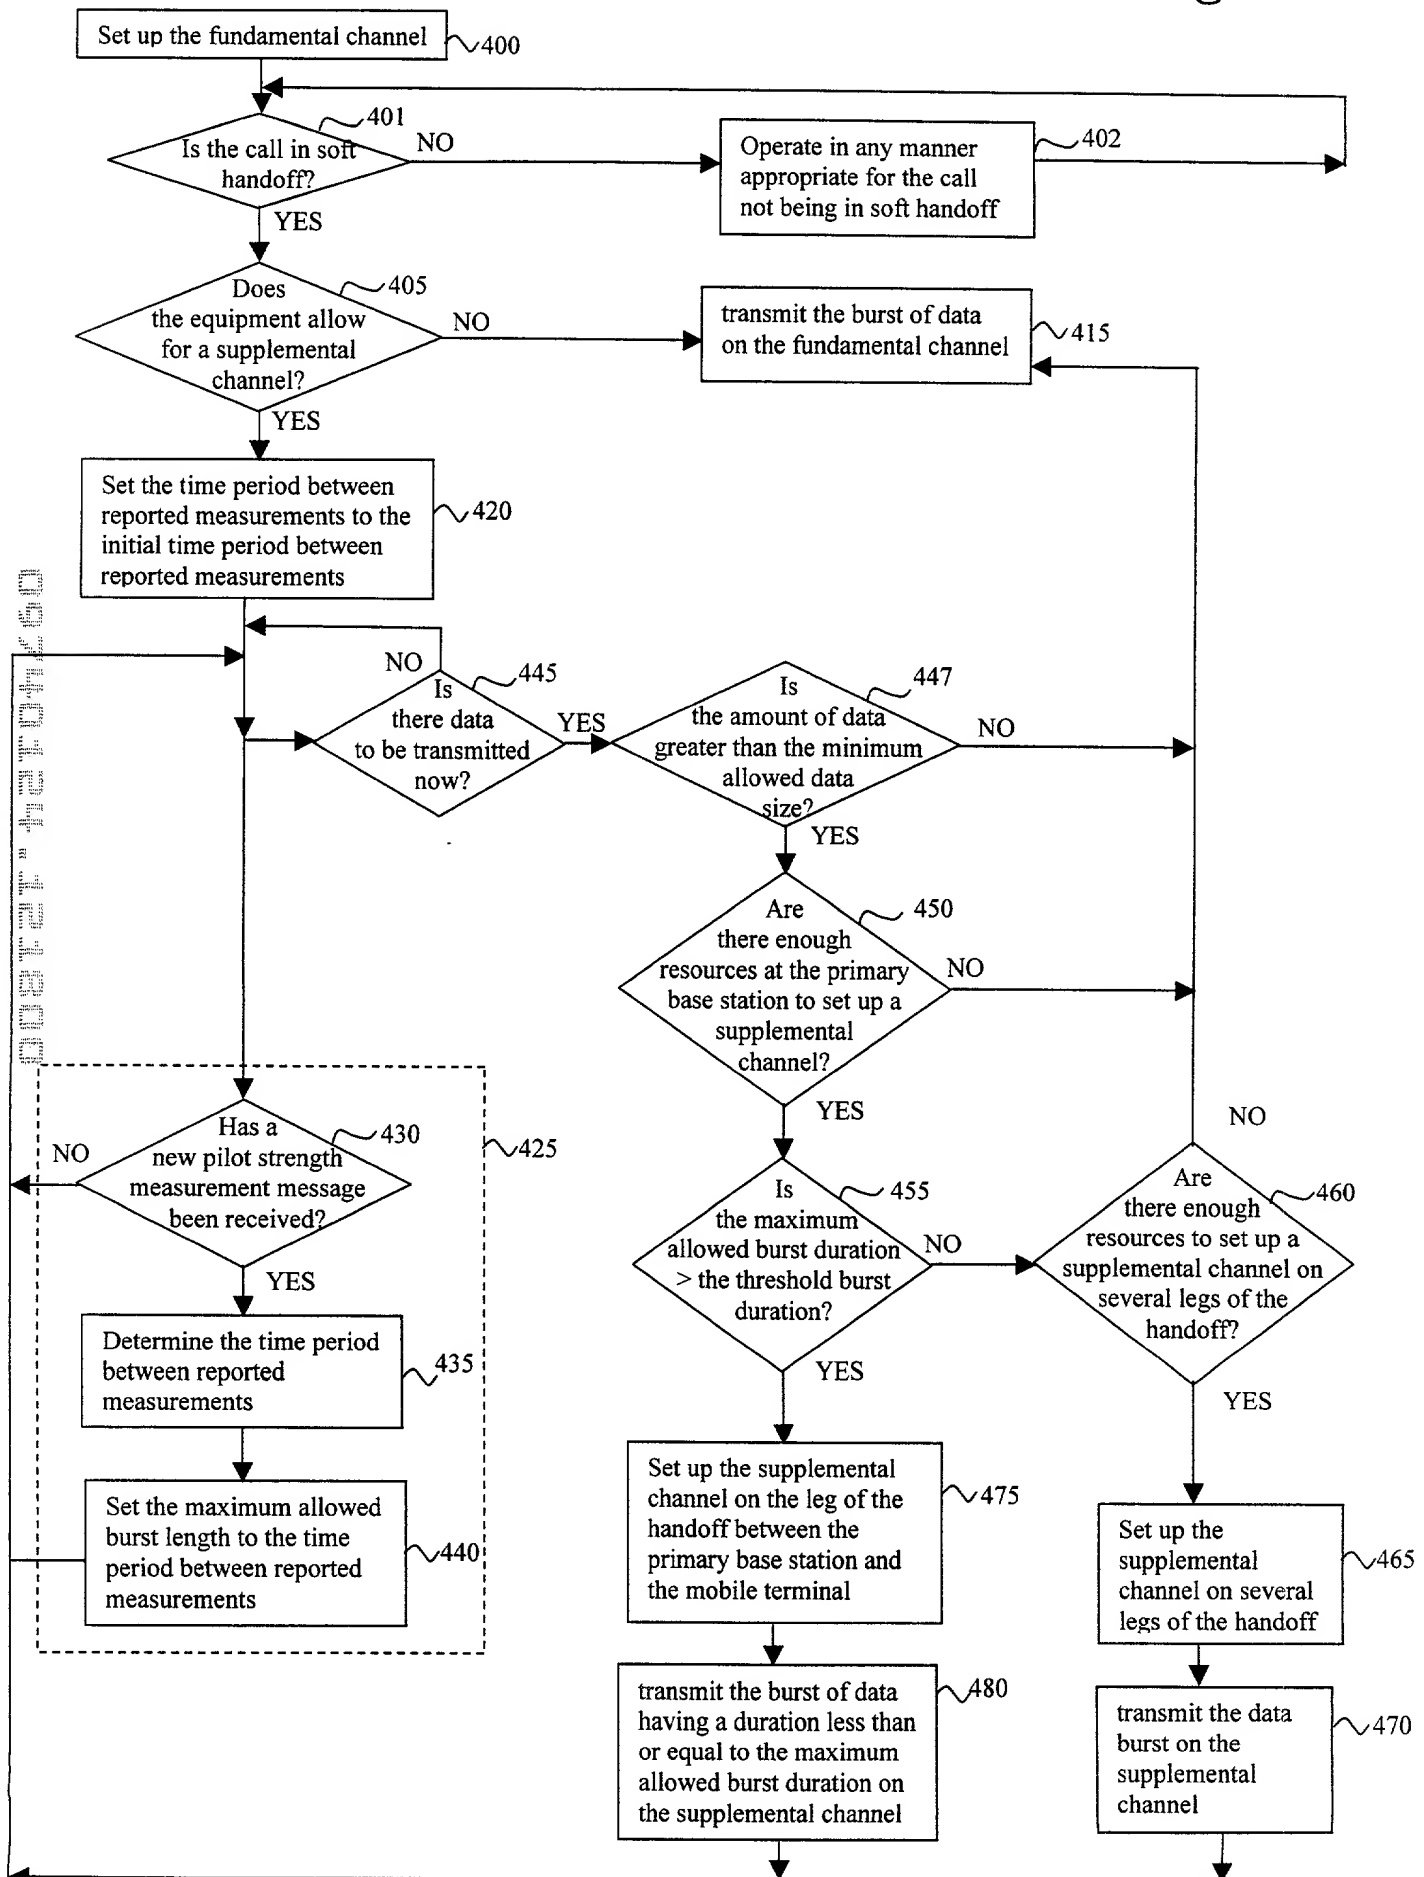 Set up the fundamental channel
400
401
Is the call in soft
handoff?
NO
YES
Operate in any manner
appropriate for the call
not being in soft handoff
402
405
Does
the equipment allow
for a supplemental
channel?
NO
YES
transmit the burst of data
on the fundamental channel
415
Set the time period between
reported measurements to the
initial time period between
reported measurements
420
NO
445
Is
there data
to be transmitted
now?
YES
447
Is
the amount of data
greater than the minimum
allowed data
size?
NO
YES
450
Are
there enough
resources at the primary
base station to set up a
supplemental
channel?
NO
YES
425
430
Has a
new pilot strength
measurement message
been received?
NO
YES
455
Is
the maximum
allowed burst duration
> the threshold burst
duration?
NO
YES
NO
460
Are
there enough
resources to set up a
supplemental channel on
several legs of the
handoff?
YES
Determine the time period
between reported
measurements
435
Set the maximum allowed
burst length to the time
period between reported
measurements
440
Set up the supplemental
channel on the leg of the
handoff between the
primary base station and
the mobile terminal
475
Set up the
supplemental
channel on several
legs of the handoff
465
transmit the burst of data
having a duration less than
or equal to the maximum
allowed burst duration on
the supplemental channel
480
transmit the data
burst on the
supplemental
channel
470